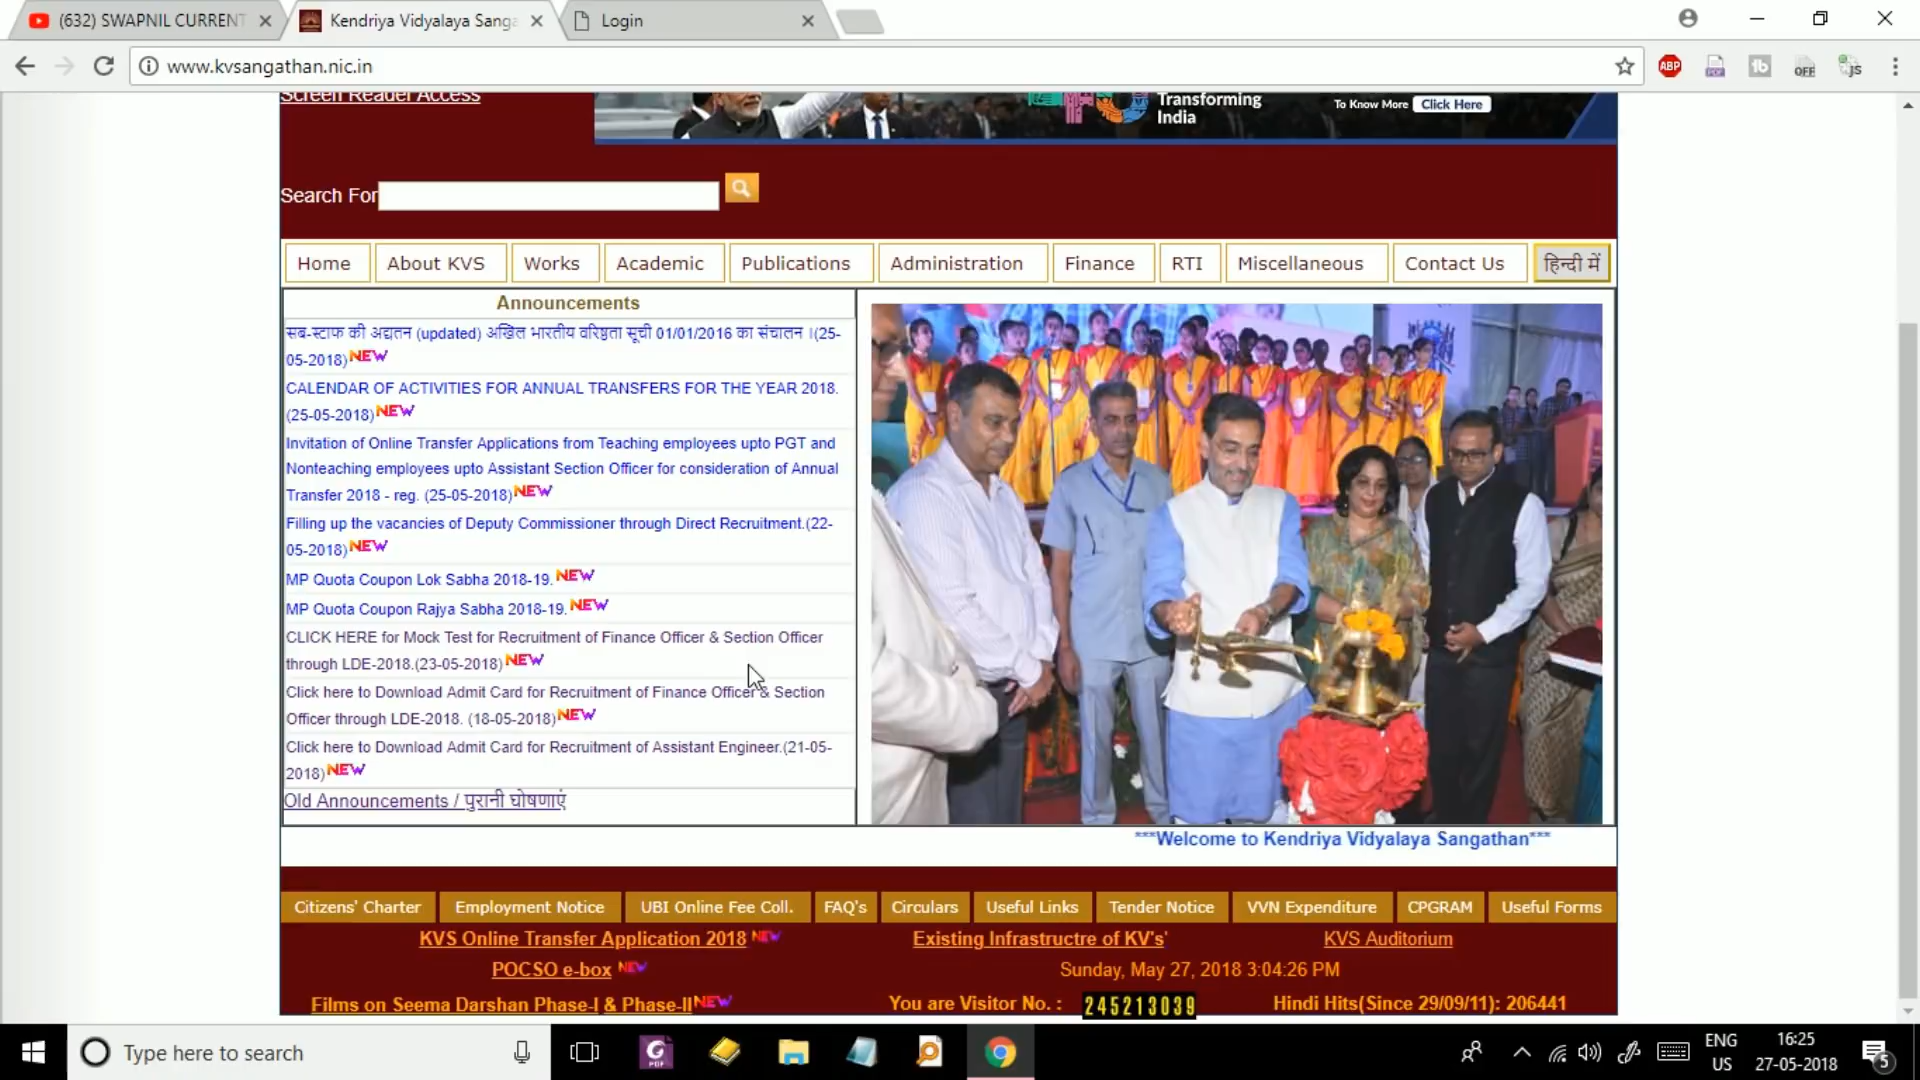 (632) SWAPNIL CURRENT
Kendriya Vidyalaya Sanga
Login
www.kvsangathan.nic.in
ABP
PDF
1b
OFF
JS
Screen Reader Access
Transforming
India
To Know More Click Here
Search For
Home About KVS Works Academic Publications Administration Finance RTI Miscellaneous Contact Us हिन्दी में
Announcements
सब-स्टाफ की अद्यतन (updated) अखिल भारतीय वरिष्ठता सूची 01/01/2016 का संचालन ।(25-
05-2018)NEW
CALENDAR OF ACTIVITIES FOR ANNUAL TRANSFERS FOR THE YEAR 2018.
(25-05-2018)NEW
Invitation of Online Transfer Applications from Teaching employees upto PGT and
Nonteaching employees upto Assistant Section Officer for consideration of Annual
Transfer 2018 - reg. (25-05-2018)NEW
Filling up the vacancies of Deputy Commissioner through Direct Recruitment.(22-
05-2018)NEW
MP Quota Coupon Lok Sabha 2018-19.NEW
MP Quota Coupon Rajya Sabha 2018-19.NEW
CLICK HERE for Mock Test for Recruitment of Finance Officer & Section Officer
through LDE-2018.(23-05-2018)NEW
Click here to Download Admit Card for Recruitment of Finance Officer & Section
Officer through LDE-2018. (18-05-2018)NEW
Click here to Download Admit Card for Recruitment of Assistant Engineer.(21-05-
2018)NEW
Old Announcements / पुरानी घोषणाएं
***Welcome to Kendriya Vidyalaya Sangathan***
Citizens' Charter Employment Notice UBI Online Fee Coll. FAQ's Circulars Useful Links Tender Notice VVN Expenditure CPGRAM Useful Forms
KVS Online Transfer Application 2018 NEW Existing Infrastructre of KV's' KVS Auditorium
POCSO e-box NEW Sunday, May 27, 2018 3:04:26 PM
Films on Seema Darshan Phase-I & Phase-II NEW You are Visitor No. : 245213039 Hindi Hits(Since 29/09/11): 206441
Type here to search
ENG
US
16:25
27-05-2018
5